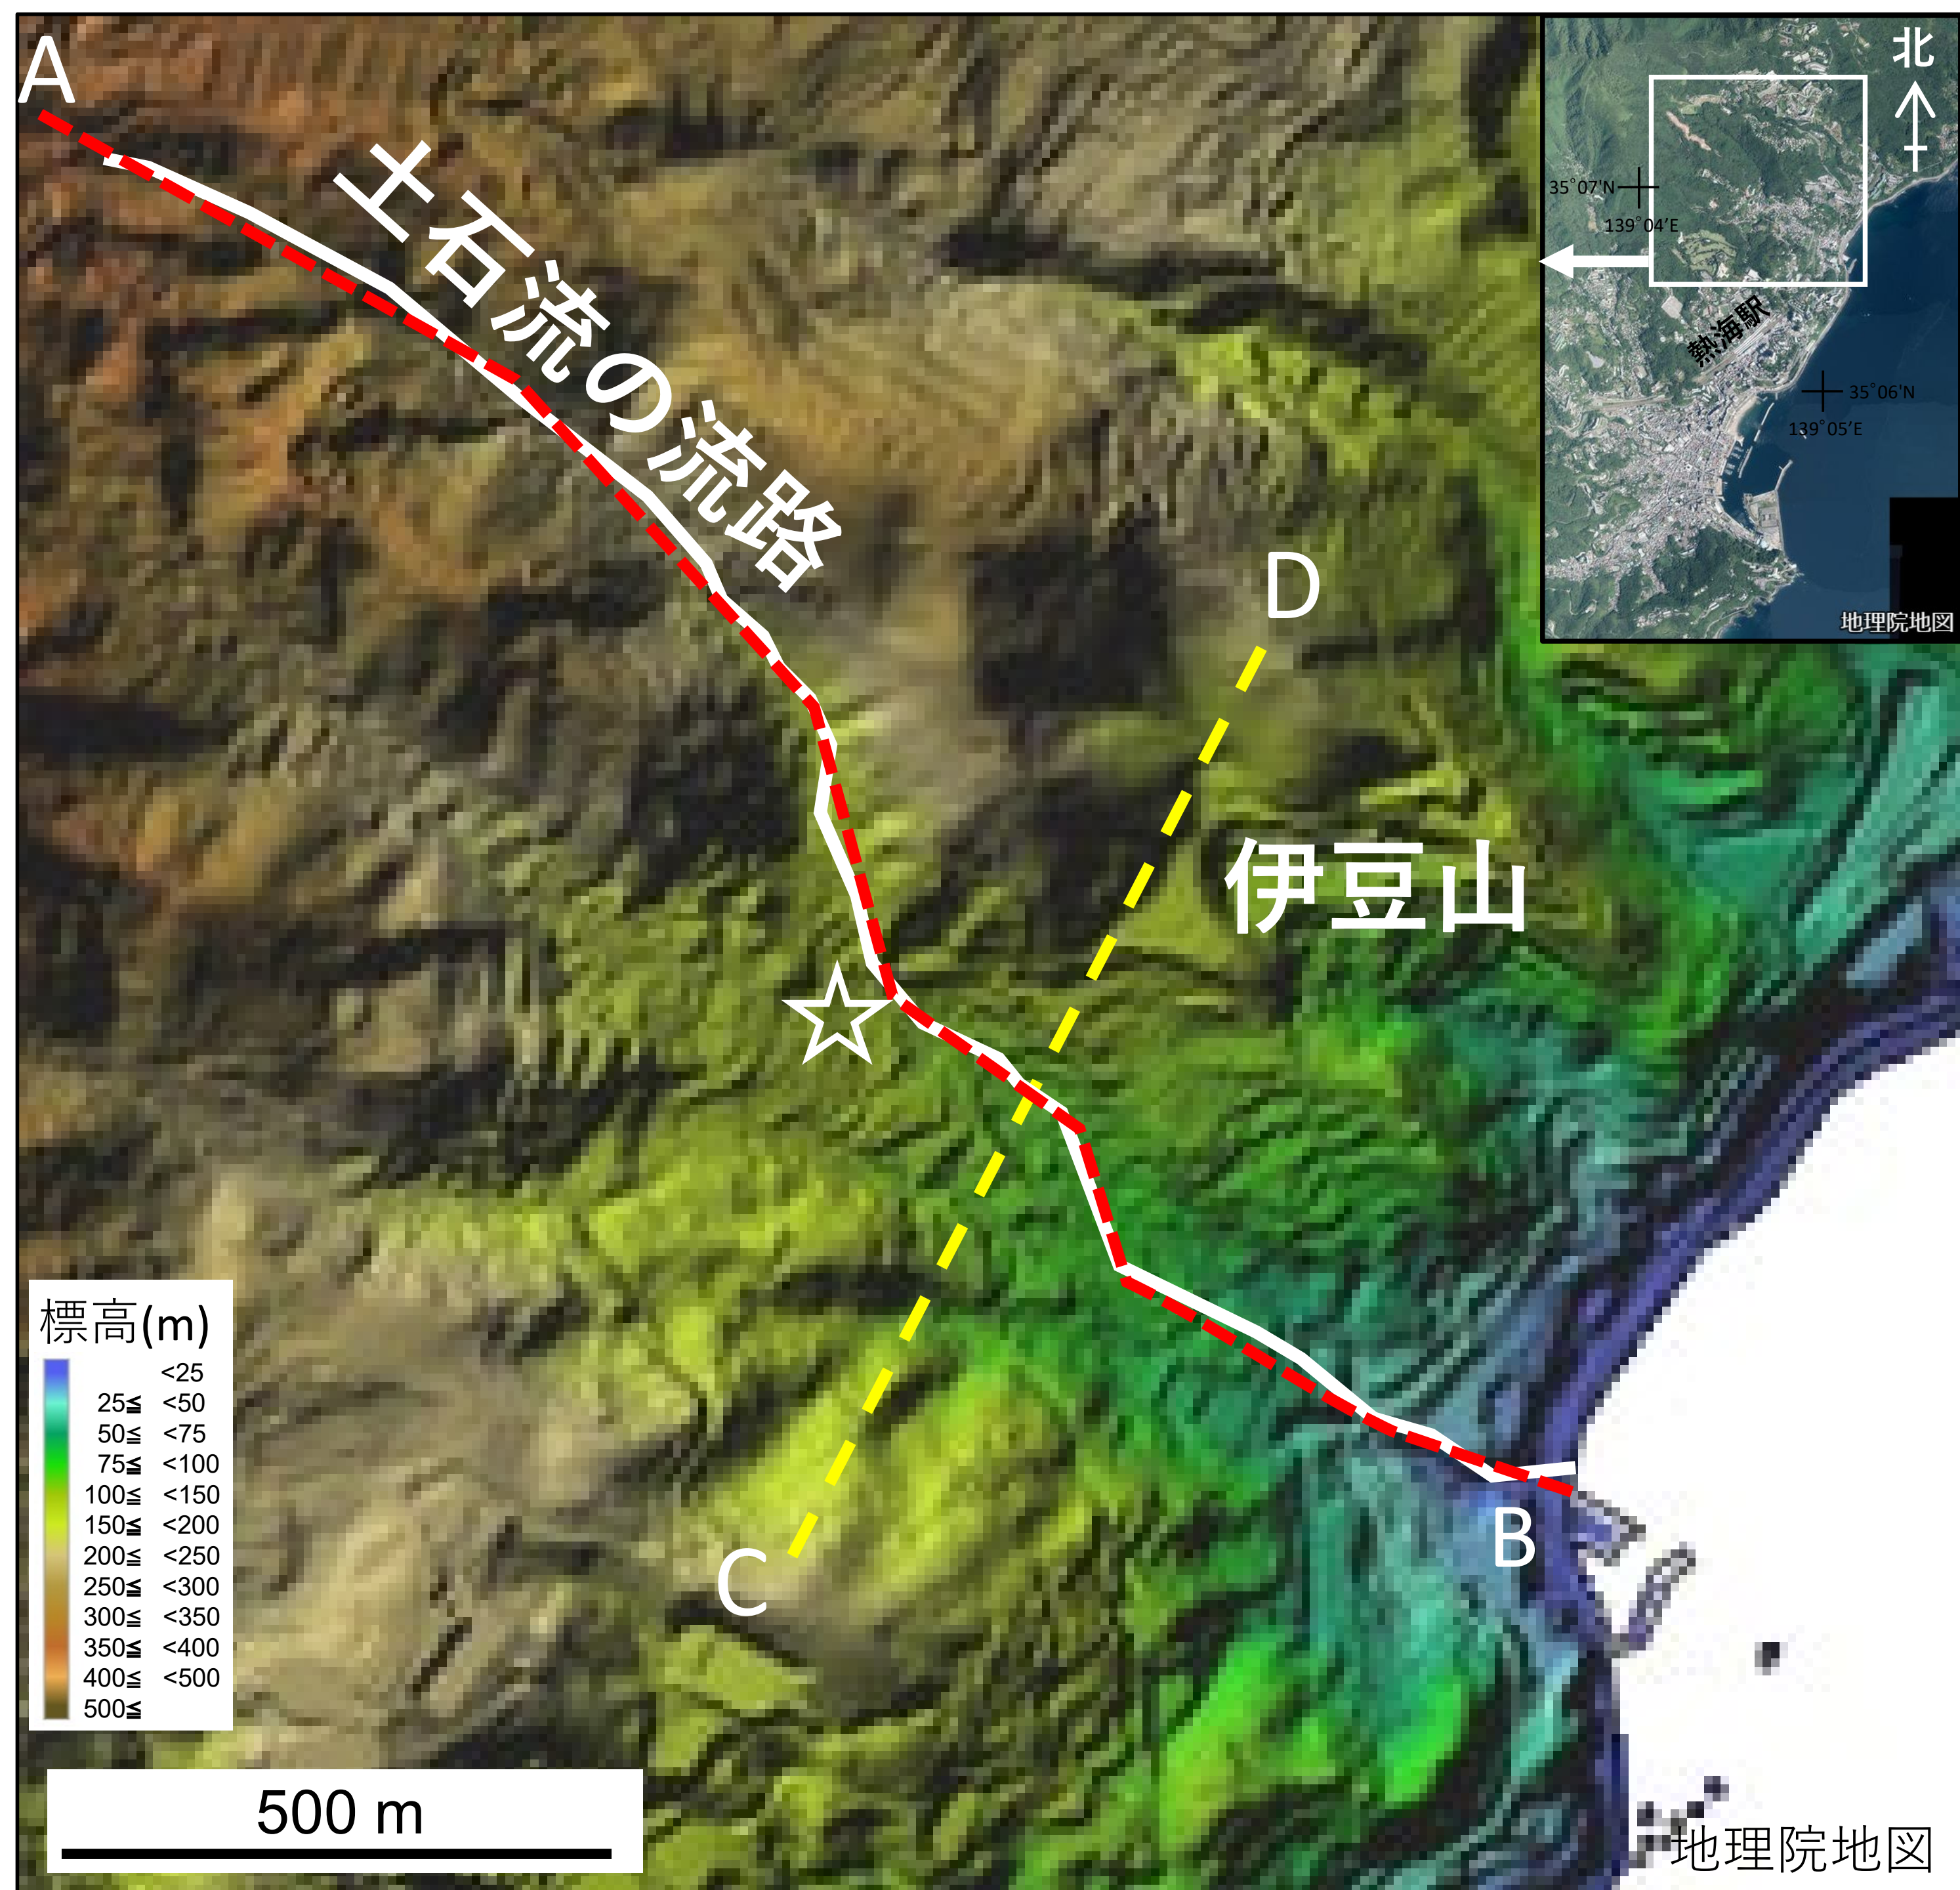 A
土石流の流路
D
伊豆山
C
B
北
35°07'N
139°04'E
熱海駅
35°06'N
139°05'E
地理院地図
標高(m)
<25
25≦ <50
50≦ <75
75≦ <100
100≦ <150
150≦ <200
200≦ <250
250≦ <300
300≦ <350
350≦ <400
400≦ <500
500≦
500 m
地理院地図